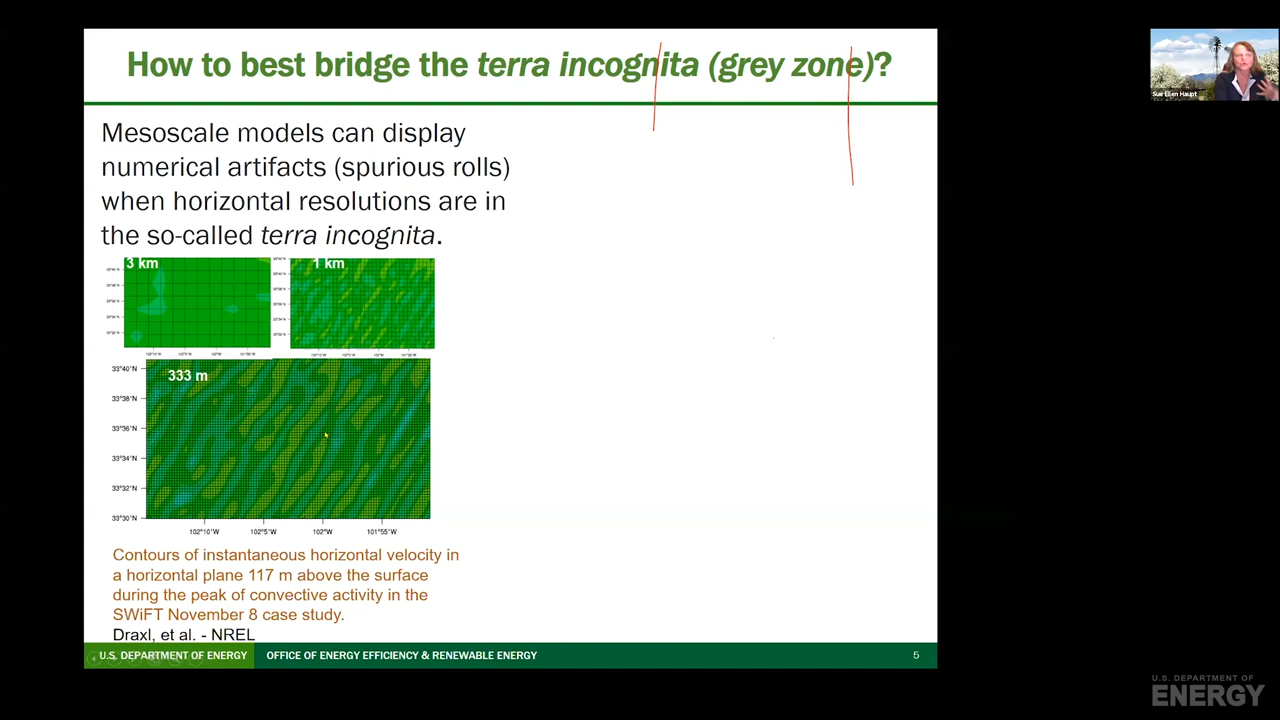 How to best bridge the terra incognita (grey zone)?
Sue Ellen Haupt
Mesoscale models can display
numerical artifacts (spurious rolls)
when horizontal resolutions are in
the so-called terra incognita.
3 km
1 km
333 m
33°40'N
33°38'N
33°36'N
33°34'N
33°32'N
33°30'N
102°10'W 102°5'W 102°W 101°55'W
Contours of instantaneous horizontal velocity in
a horizontal plane 117 m above the surface
during the peak of convective activity in the
SWiFT November 8 case study.
Draxl, et al. - NREL
U.S. DEPARTMENT OF ENERGY OFFICE OF ENERGY EFFICIENCY & RENEWABLE ENERGY 5
U.S. DEPARTMENT OF
ENERGY